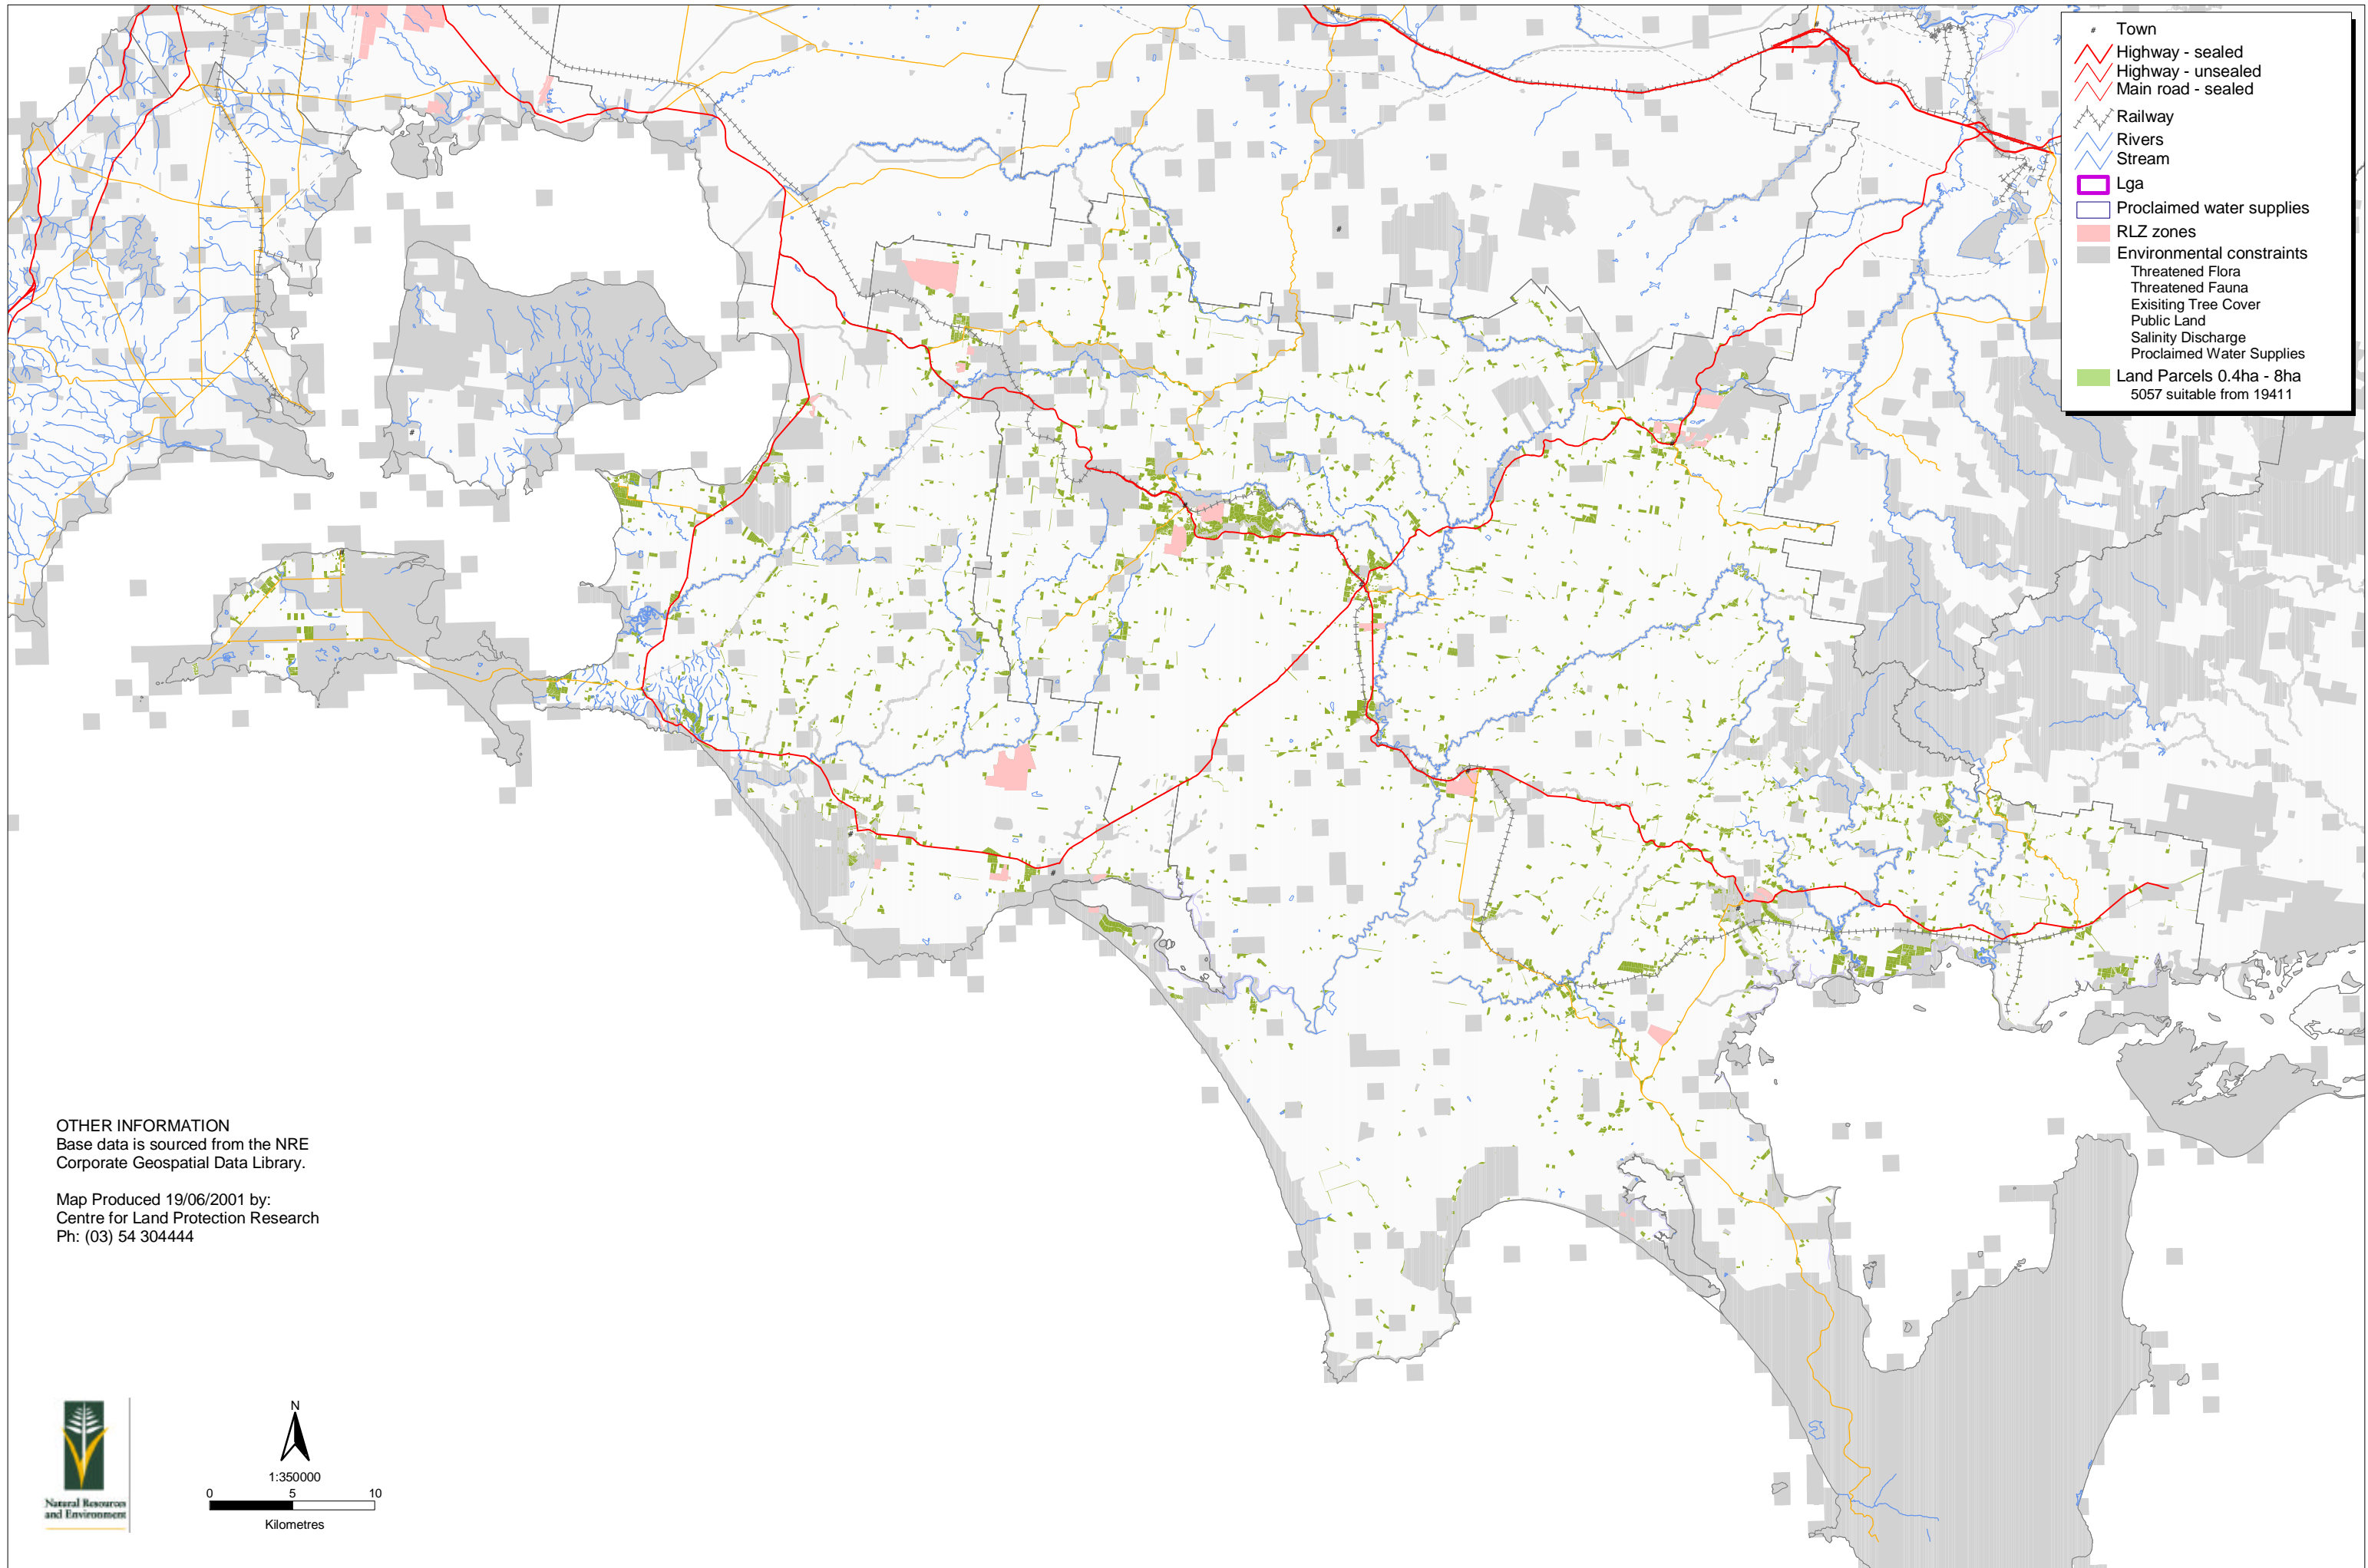 # Town
Highway - sealed
Highway - unsealed
Main road - sealed
Railway
Rivers
Stream
Lga
Proclaimed water supplies
RLZ zones
Environmental constraints
Threatened Flora
Threatened Fauna
Exisiting Tree Cover
Public Land
Salinity Discharge
Proclaimed Water Supplies
Land Parcels 0.4ha - 8ha
5057 suitable from 19411
OTHER INFORMATION
Base data is sourced from the NRE
Corporate Geospatial Data Library.
Map Produced 19/06/2001 by:
Centre for Land Protection Research
Ph: (03) 54 304444
Natural Resources
and Environment
N
1:350000
0 5 10
Kilometres